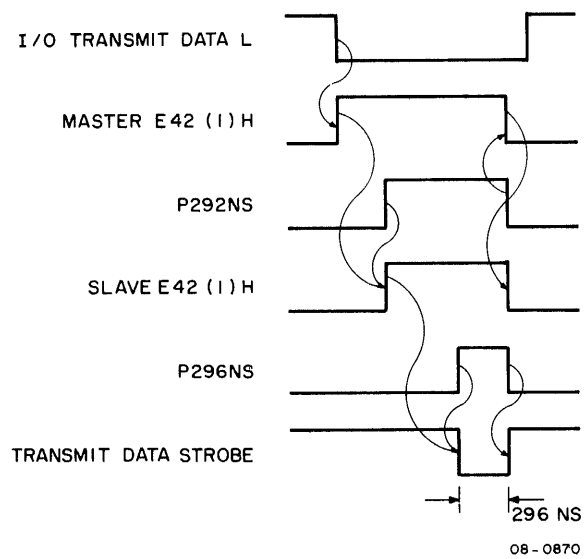 I/O TRANSMIT DATA L
MASTER E42 (1) H
P292NS
SLAVE E42 (1) H
P296NS
TRANSMIT DATA STROBE
296 NS
08-0870